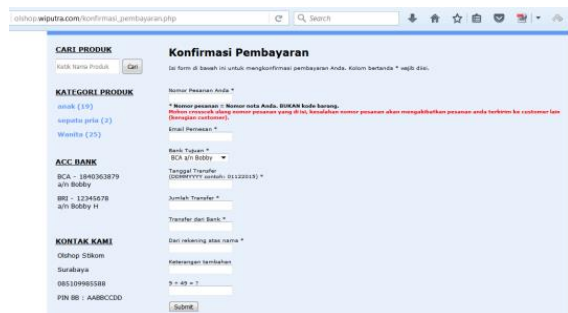 olshop.wiputra.com/konfirmasi_pembayaran.php
Search
CARI PRODUK
Ketik Nama Produk
Cari
KATEGORI PRODUK
anak (19)
sepatu pria (2)
Wanita (25)
ACC BANK
BCA - 1840363879
a/n Bobby
BRI - 12345678
a/n Bobby H
KONTAK KAMI
Olshop Stikom
Surabaya
085109985588
PIN BB : AABBCCDD
Konfirmasi Pembayaran
Isi form di bawah ini untuk mengkonfirmasi pembayaran Anda. Kolom bertanda * wajib diisi.
Nomor Pesanan Anda *
* Nomor pesanan = Nomor nota Anda. BUKAN kode barang.
Mohon crosscek ulang nomor pesanan yang di isi, kesalahan nomor pesanan akan mengakibatkan pesanan anda terkirim ke customer lain
(kerugian customer).
Email Pemesan *
Bank Tujuan *
BCA a/n Bobby
Tanggal Transfer
(DDMMYYYY contoh: 01122015) *
Jumlah Transfer *
Transfer dari Bank *
Dari rekening atas nama *
Keterangan tambahan
9 + 49 = ?
Submit